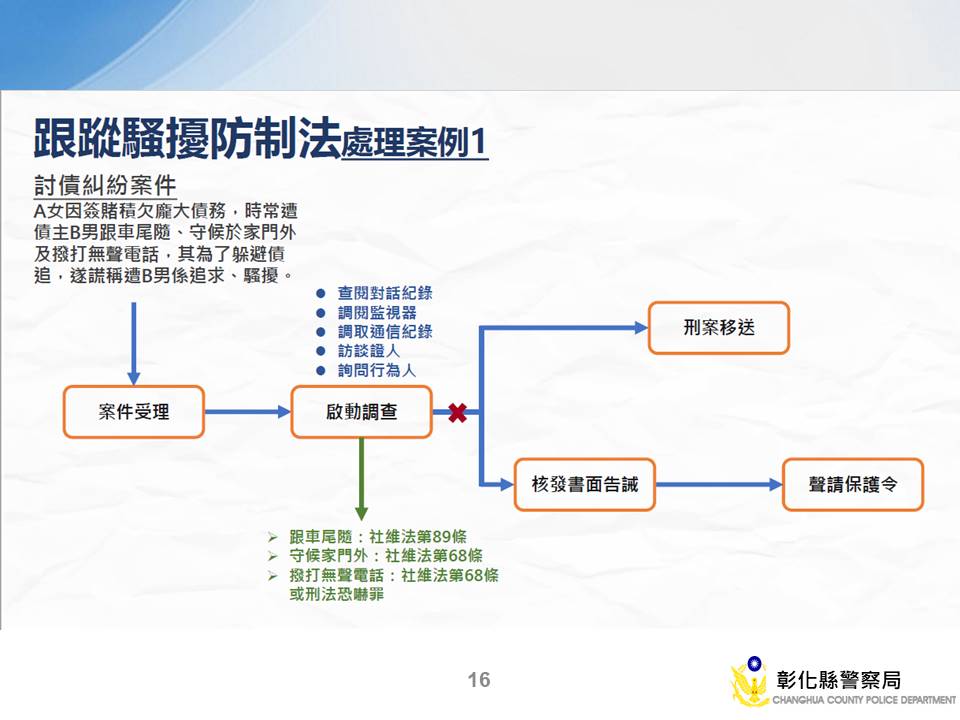 跟蹤騷擾防制法處理案例1
討債糾紛案件
A女因簽賭積欠龐大債務，時常遭
債主B男跟車尾隨、守候於家門外
及撥打無聲電話，其為了躲避債
追，遂謊稱遭B男係追求、騷擾。
● 查閱對話紀錄
● 調閱監視器
● 調取通信紀錄
● 訪談證人
● 詢問行為人
刑案移送
案件受理
啟動調查
核發書面告誡
聲請保護令
➢ 跟車尾隨：社維法第89條
➢ 守候家門外：社維法第68條
➢ 撥打無聲電話：社維法第68條
或刑法恐嚇罪
16
彰化縣警察局
CHANGHUA COUNTY POLICE DEPARTMENT